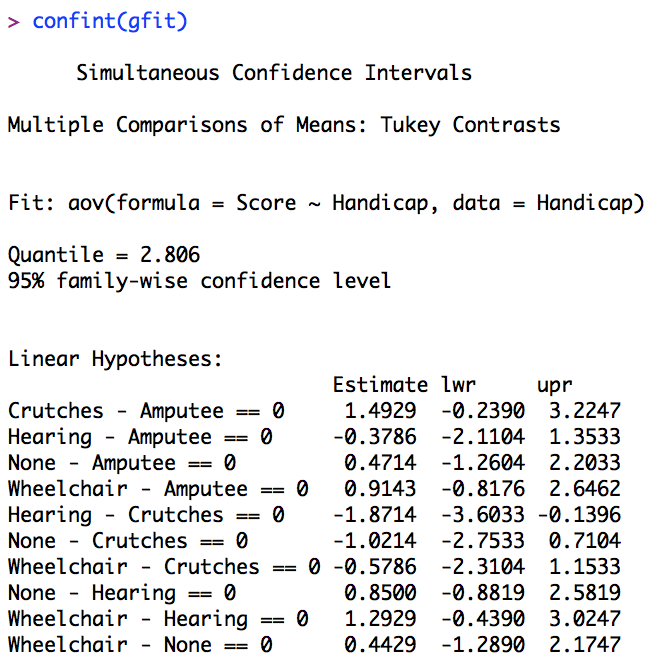 > confint(gfit)
Simultaneous Confidence Intervals
Multiple Comparisons of Means: Tukey Contrasts
Fit: aov(formula = Score ~ Handicap, data = Handicap)
Quantile = 2.806
95% family-wise confidence level
Linear Hypotheses:
Estimate lwr upr
Crutches - Amputee == 0 1.4929 -0.2390 3.2247
Hearing - Amputee == 0 -0.3786 -2.1104 1.3533
None - Amputee == 0 0.4714 -1.2604 2.2033
Wheelchair - Amputee == 0 0.9143 -0.8176 2.6462
Hearing - Crutches == 0 -1.8714 -3.6033 -0.1396
None - Crutches == 0 -1.0214 -2.7533 0.7104
Wheelchair - Crutches == 0 -0.5786 -2.3104 1.1533
None - Hearing == 0 0.8500 -0.8819 2.5819
Wheelchair - Hearing == 0 1.2929 -0.4390 3.0247
Wheelchair - None == 0 0.4429 -1.2890 2.1747